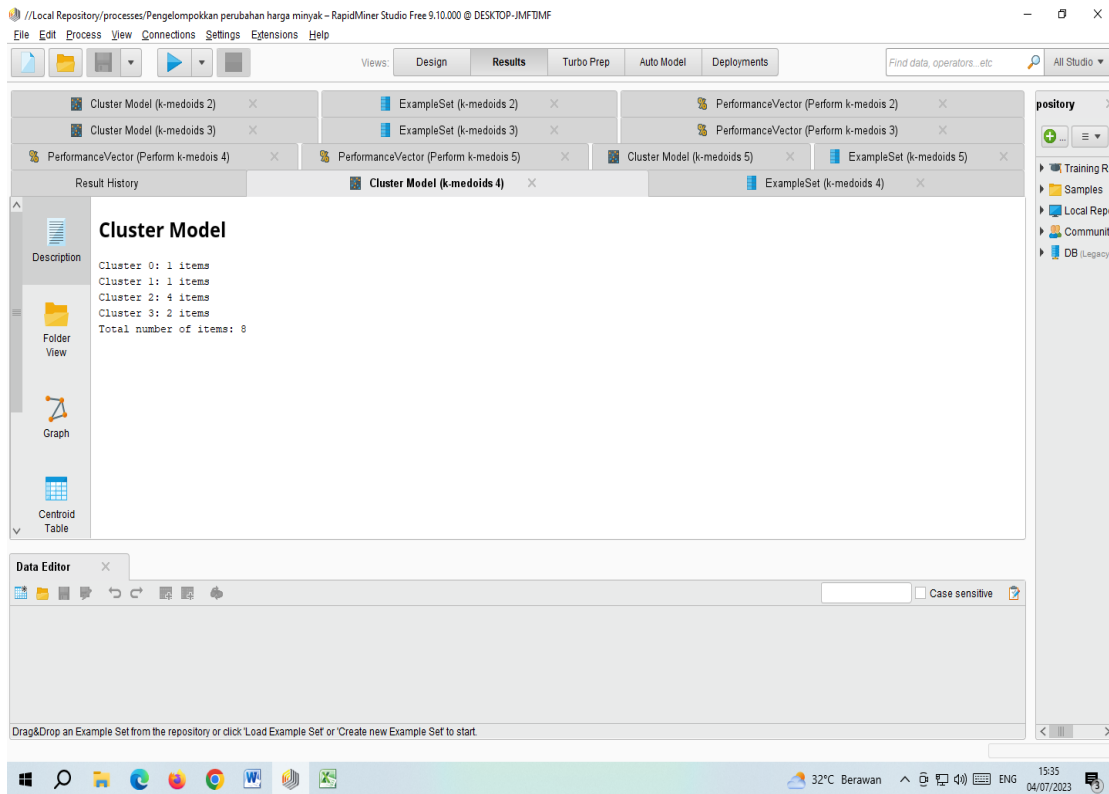 //Local Repository/processes/Pengelompokkan perubahan harga minyak – RapidMiner Studio Free 9.10.000 @ DESKTOP-JMFTJMF
File Edit Process View Connections Settings Extensions Help
Views: Design Results Turbo Prep Auto Model Deployments Find data, operators...etc All Studio
Cluster Model (k-medoids 2) ExampleSet (k-medoids 2) PerformanceVector (Perform k-medois 2)
Cluster Model (k-medoids 3) ExampleSet (k-medoids 3) PerformanceVector (Perform k-medois 3)
PerformanceVector (Perform k-medois 4) PerformanceVector (Perform k-medois 5) Cluster Model (k-medoids 5) ExampleSet (k-medoids 5)
Result History Cluster Model (k-medoids 4) ExampleSet (k-medoids 4)
pository
...
Training R
Samples
Local Rep
Communit
DB (Legacy
Description
Folder
View
Graph
Centroid
Table
Cluster Model
Cluster 0: 1 items
Cluster 1: 1 items
Cluster 2: 4 items
Cluster 3: 2 items
Total number of items: 8
Data Editor
Case sensitive
Drag&Drop an Example Set from the repository or click 'Load Example Set' or 'Create new Example Set' to start.
32°C Berawan ENG 15:35
04/07/2023
3